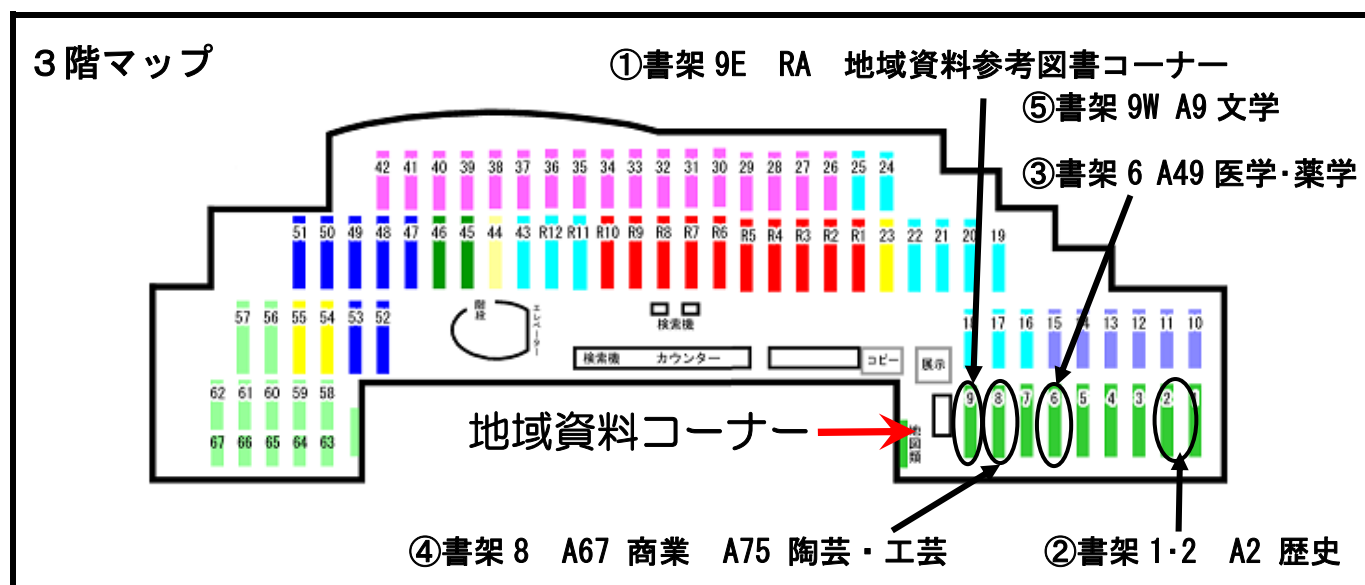 3階マップ
①書架 9E　RA　地域資料参考図書コーナー
⑤書架 9W A9 文学
③書架 6 A49 医学・薬学
42 41 40 39 38 37 36 35 34 33 32 31 30 29 28 27 26 25 24
51 50 49 48 47 46 45 44 43 R12 R11 R10 R9 R8 R7 R6 R5 R4 R3 R2 R1 23 22 21 20 19
57 56 55 54 53 52
階段
エレベーター
検索機
18 17 16 15 14 13 12 11 10
検索機　カウンター
コピー
展示
62 61 60 59 58
9 8 7 6 5 4 3 2 1
地域資料コーナー
地図類
67 66 65 64 63
④書架 8　A67 商業　A75 陶芸・工芸
②書架 1・2　A2 歴史